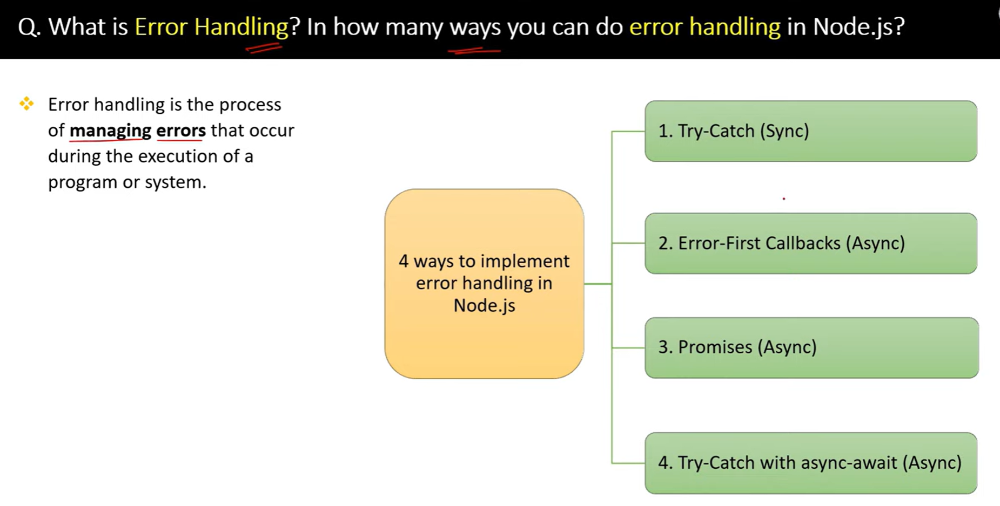 Q. What is Error Handling? In how many ways you can do error handling in Node.js?
Error handling is the process
of managing errors that occur
during the execution of a
program or system.
4 ways to implement
error handling in
Node.js
1. Try-Catch (Sync)
2. Error-First Callbacks (Async)
3. Promises (Async)
4. Try-Catch with async-await (Async)